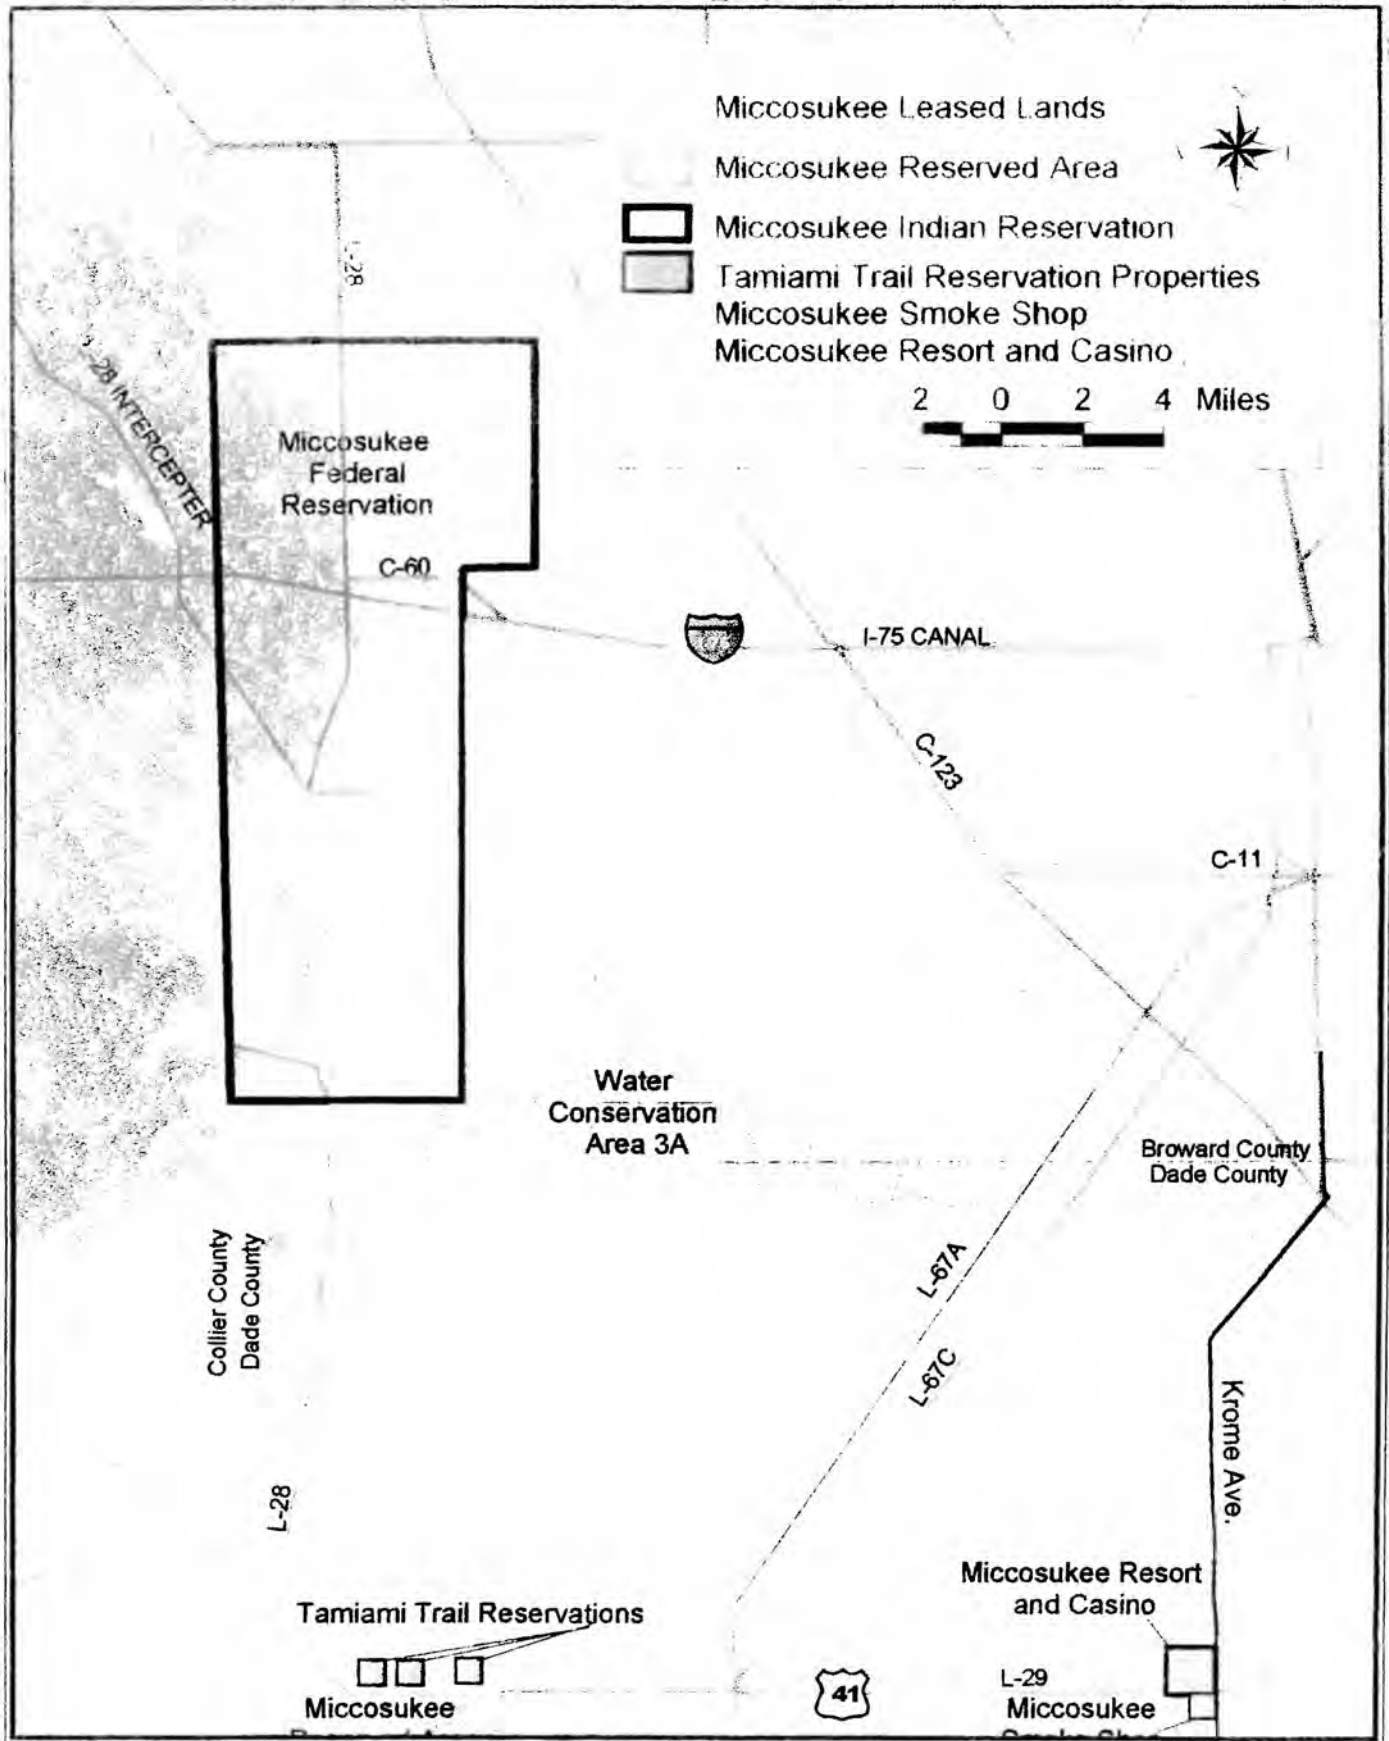 Miccosukee Leased Lands
Miccosukee Reserved Area
Miccosukee Indian Reservation
Tamiami Trail Reservation Properties
Miccosukee Smoke Shop
Miccosukee Resort and Casino
2 0 2 4 Miles
L-28
L-28 INTERCEPTER
Miccosukee
Federal
Reservation
C-60
I-75 CANAL
C-123
C-11
Water
Conservation
Area 3A
Broward County
Dade County
Collier County
Dade County
L-67A
L-67C
Krome Ave.
L-28
Miccosukee Resort
and Casino
Tamiami Trail Reservations
Miccosukee
41
L-29
Miccosukee